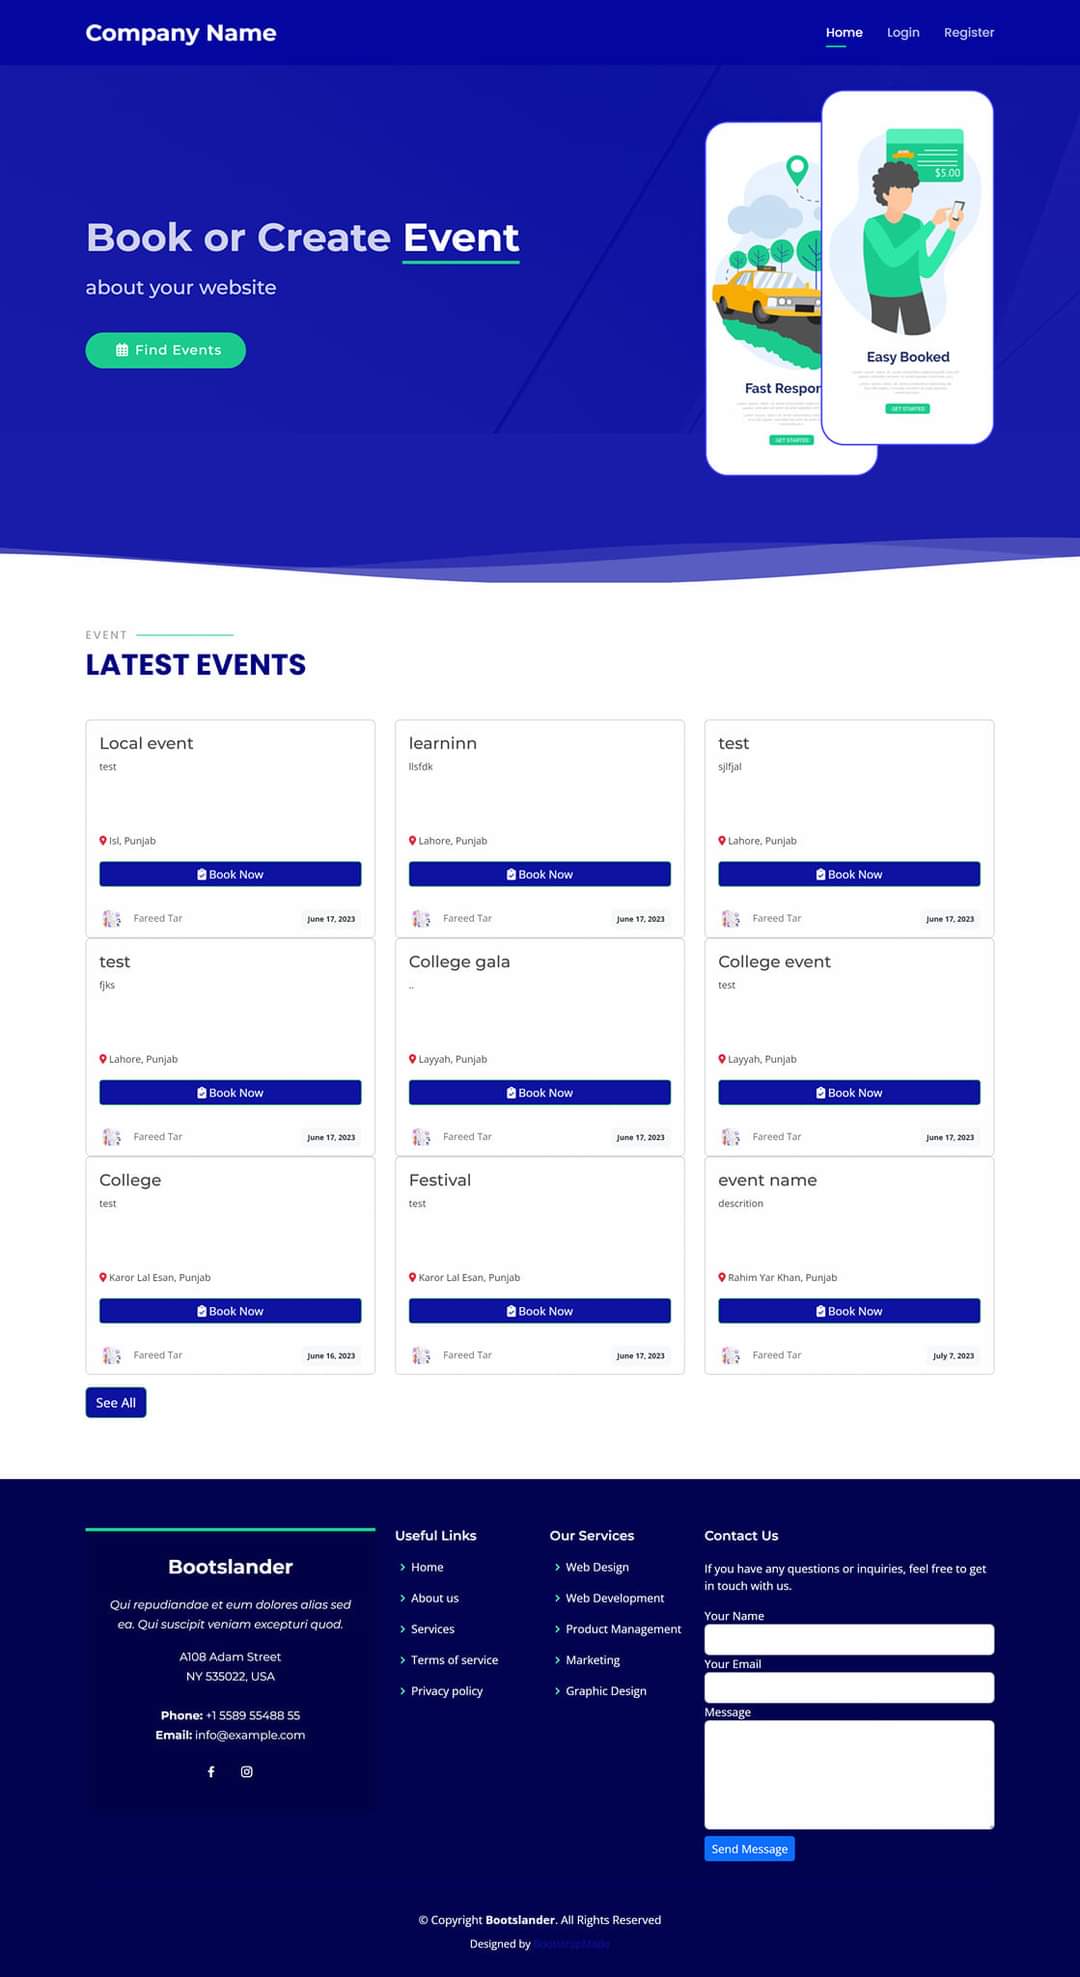 Company Name
Home Login Register
$5.00
Book or Create Event
about your website
Find Events
Easy Booked
GET STARTED
Fast Respor
GET STARTED
EVENT
LATEST EVENTS
Local event
test
Isl, Punjab
Book Now
Fareed Tar June 17, 2023
learninn
llsfdk
Lahore, Punjab
Book Now
Fareed Tar June 17, 2023
test
sjlfjal
Lahore, Punjab
Book Now
Fareed Tar June 17, 2023
test
fjks
Lahore, Punjab
Book Now
Fareed Tar June 17, 2023
College gala
..
Layyah, Punjab
Book Now
Fareed Tar June 17, 2023
College event
test
Layyah, Punjab
Book Now
Fareed Tar June 17, 2023
College
test
Karor Lal Esan, Punjab
Book Now
Fareed Tar June 16, 2023
Festival
test
Karor Lal Esan, Punjab
Book Now
Fareed Tar June 17, 2023
event name
descrition
Rahim Yar Khan, Punjab
Book Now
Fareed Tar July 7, 2023
See All
Bootslander
Qui repudiandae et eum dolores alias sed
ea. Qui suscipit veniam excepturi quod.
A108 Adam Street
NY 535022, USA
Phone: +1 5589 55488 55
Email: info@example.com
Useful Links
Home
About us
Services
Terms of service
Privacy policy
Our Services
Web Design
Web Development
Product Management
Marketing
Graphic Design
Contact Us
If you have any questions or inquiries, feel free to get
in touch with us.
Your Name
Your Email
Message
Send Message
© Copyright Bootslander. All Rights Reserved
Designed by BootstrapMade